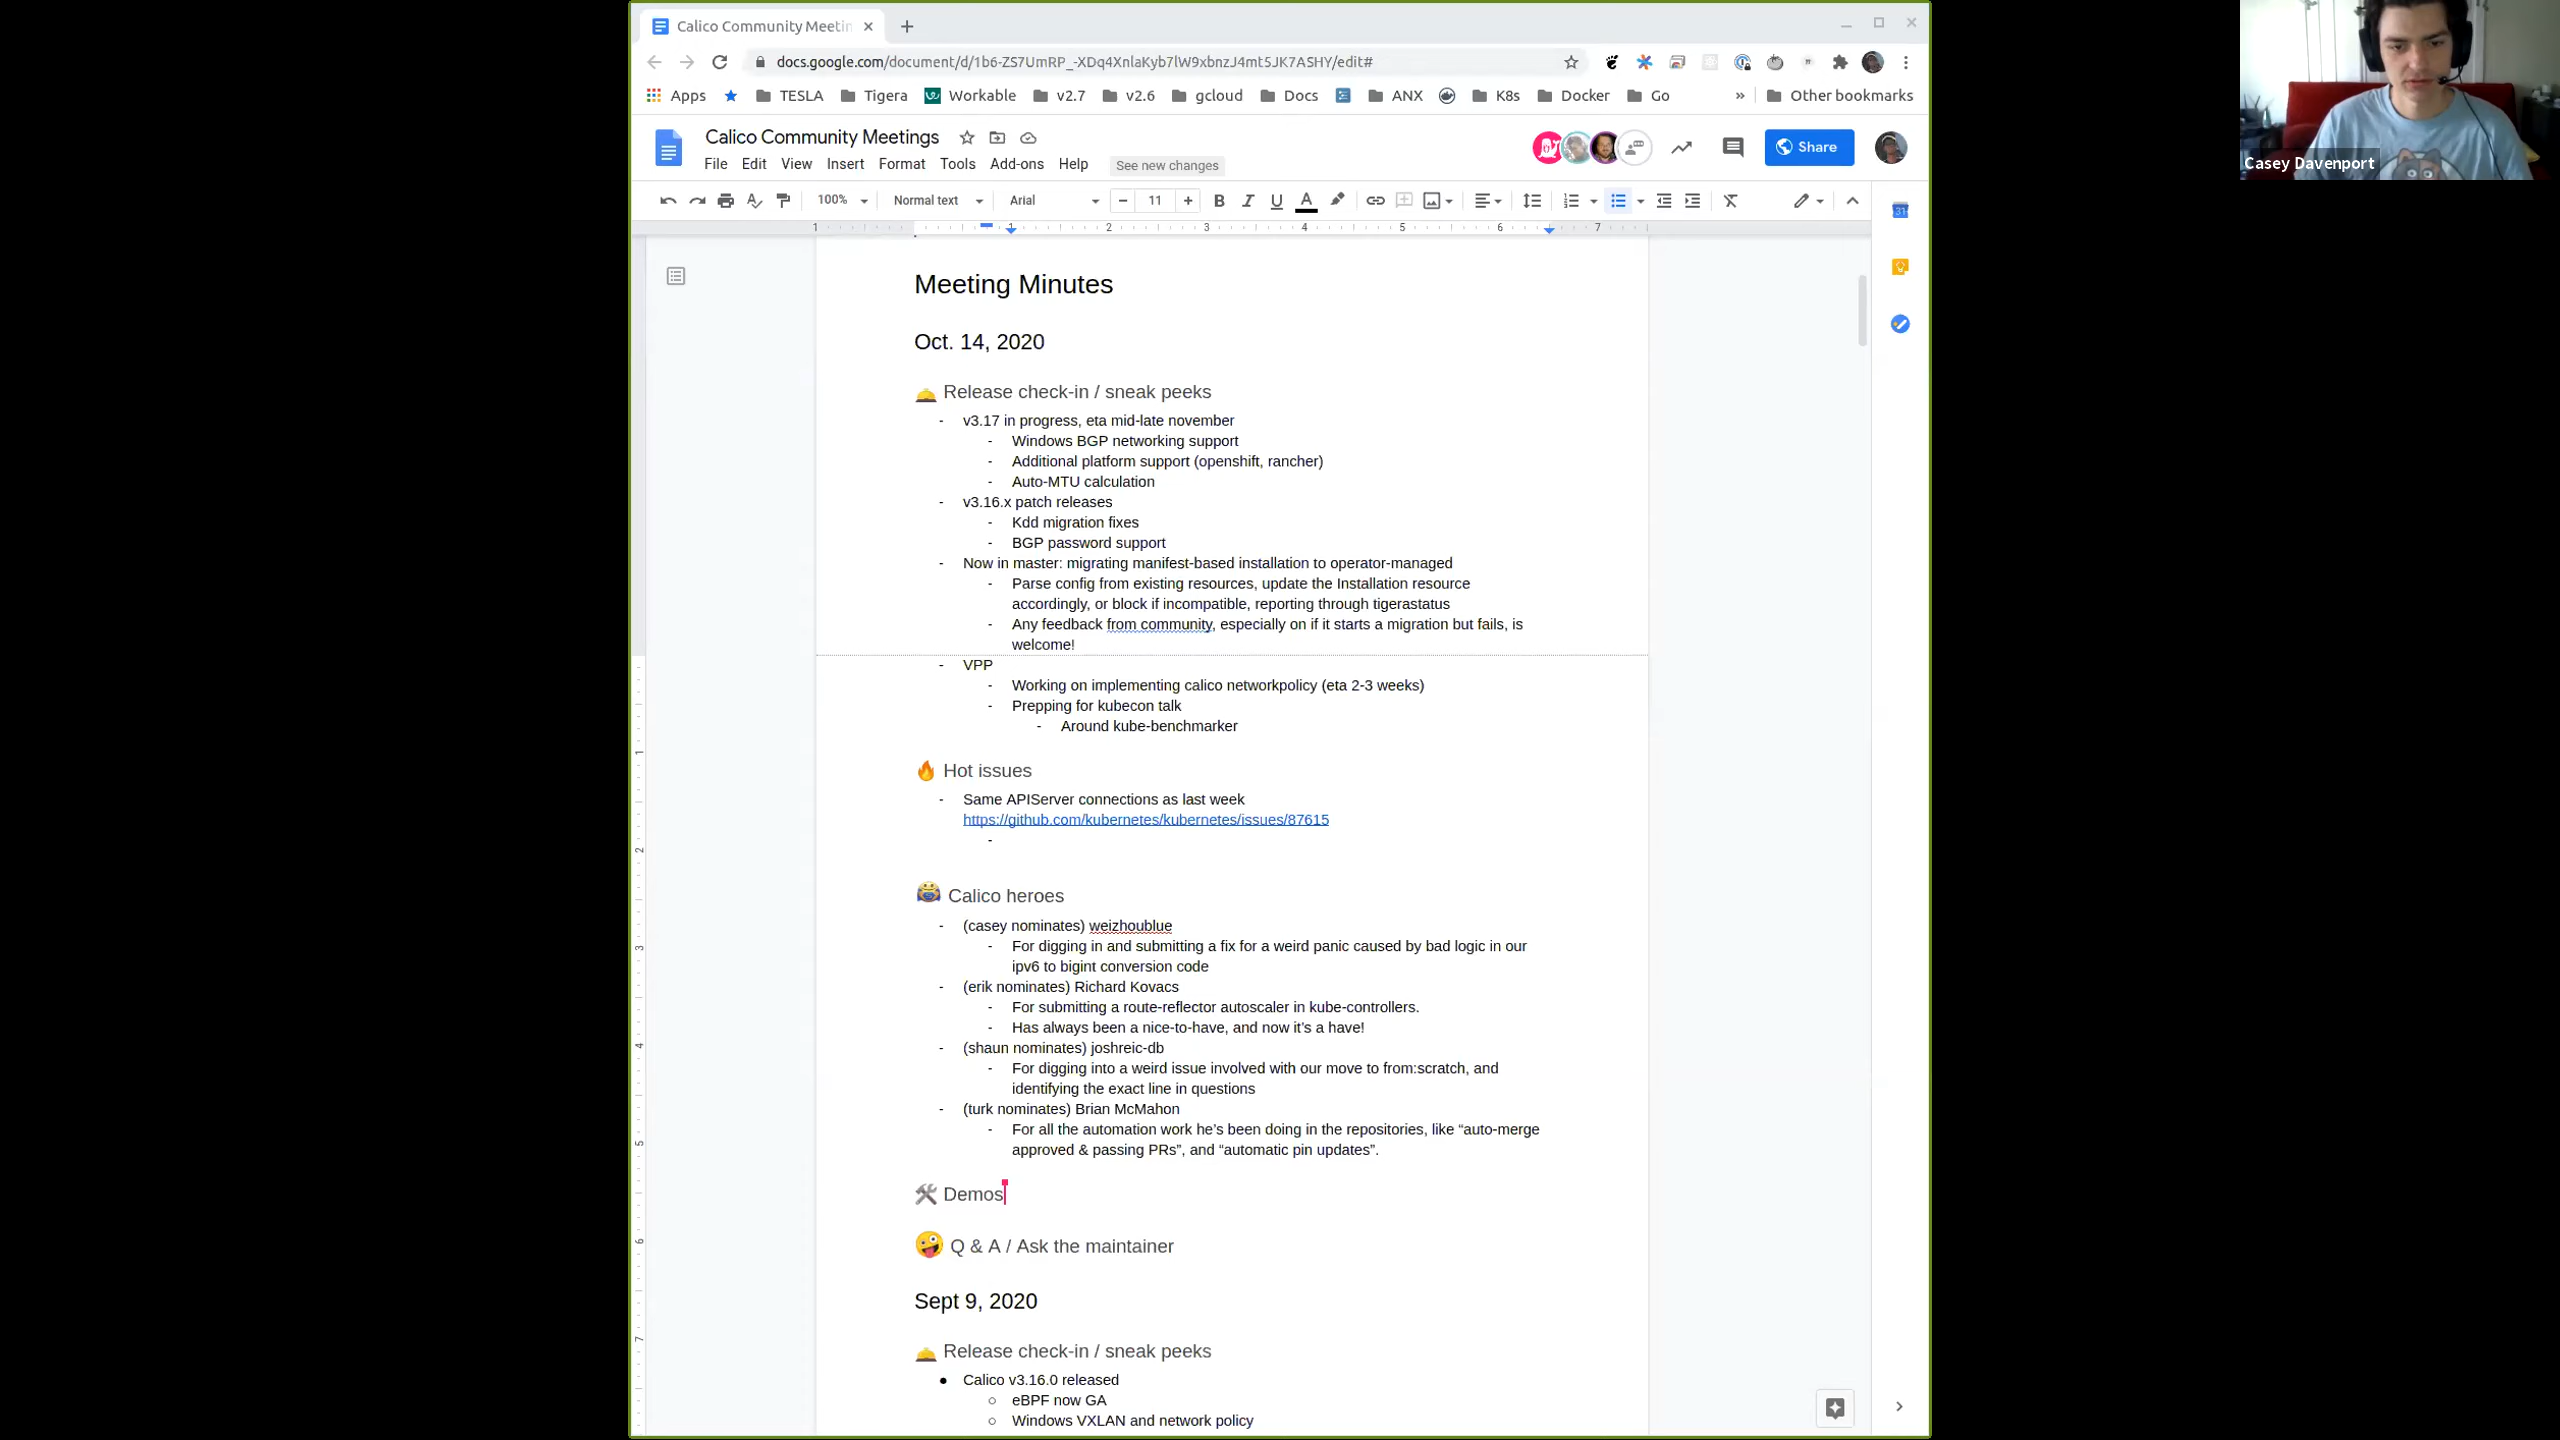 Calico Community Meetin
docs.google.com/document/d/1b6-ZS7UmRP_-XDq4XnlaKyb7lW9xbnzJ4mt5JK7ASHY/edit#
Apps TESLA Tigera Workable v2.7 v2.6 gcloud Docs ANX K8s Docker Go » Other bookmarks
Calico Community Meetings
Share
File Edit View Insert Format Tools Add-ons Help See new changes
Casey Davenport
100% Normal text Arial 11
1 1 2 3 4 5 6 7
Meeting Minutes
Oct. 14, 2020
Release check-in / sneak peeks
- v3.17 in progress, eta mid-late november
- Windows BGP networking support
- Additional platform support (openshift, rancher)
- Auto-MTU calculation
- v3.16.x patch releases
- Kdd migration fixes
- BGP password support
- Now in master: migrating manifest-based installation to operator-managed
- Parse config from existing resources, update the Installation resource
accordingly, or block if incompatible, reporting through tigerastatus
- Any feedback from community, especially on if it starts a migration but fails, is
welcome!
- VPP
- Working on implementing calico networkpolicy (eta 2-3 weeks)
- Prepping for kubecon talk
- Around kube-benchmarker
Hot issues
- Same APIServer connections as last week
https://github.com/kubernetes/kubernetes/issues/87615
-
Calico heroes
- (casey nominates) weizhoublue
- For digging in and submitting a fix for a weird panic caused by bad logic in our
ipv6 to bigint conversion code
- (erik nominates) Richard Kovacs
- For submitting a route-reflector autoscaler in kube-controllers.
- Has always been a nice-to-have, and now it’s a have!
- (shaun nominates) joshreic-db
- For digging into a weird issue involved with our move to from:scratch, and
identifying the exact line in questions
- (turk nominates) Brian McMahon
- For all the automation work he’s been doing in the repositories, like “auto-merge
approved & passing PRs”, and “automatic pin updates”.
Demos
Q & A / Ask the maintainer
Sept 9, 2020
Release check-in / sneak peeks
● Calico v3.16.0 released
○ eBPF now GA
○ Windows VXLAN and network policy